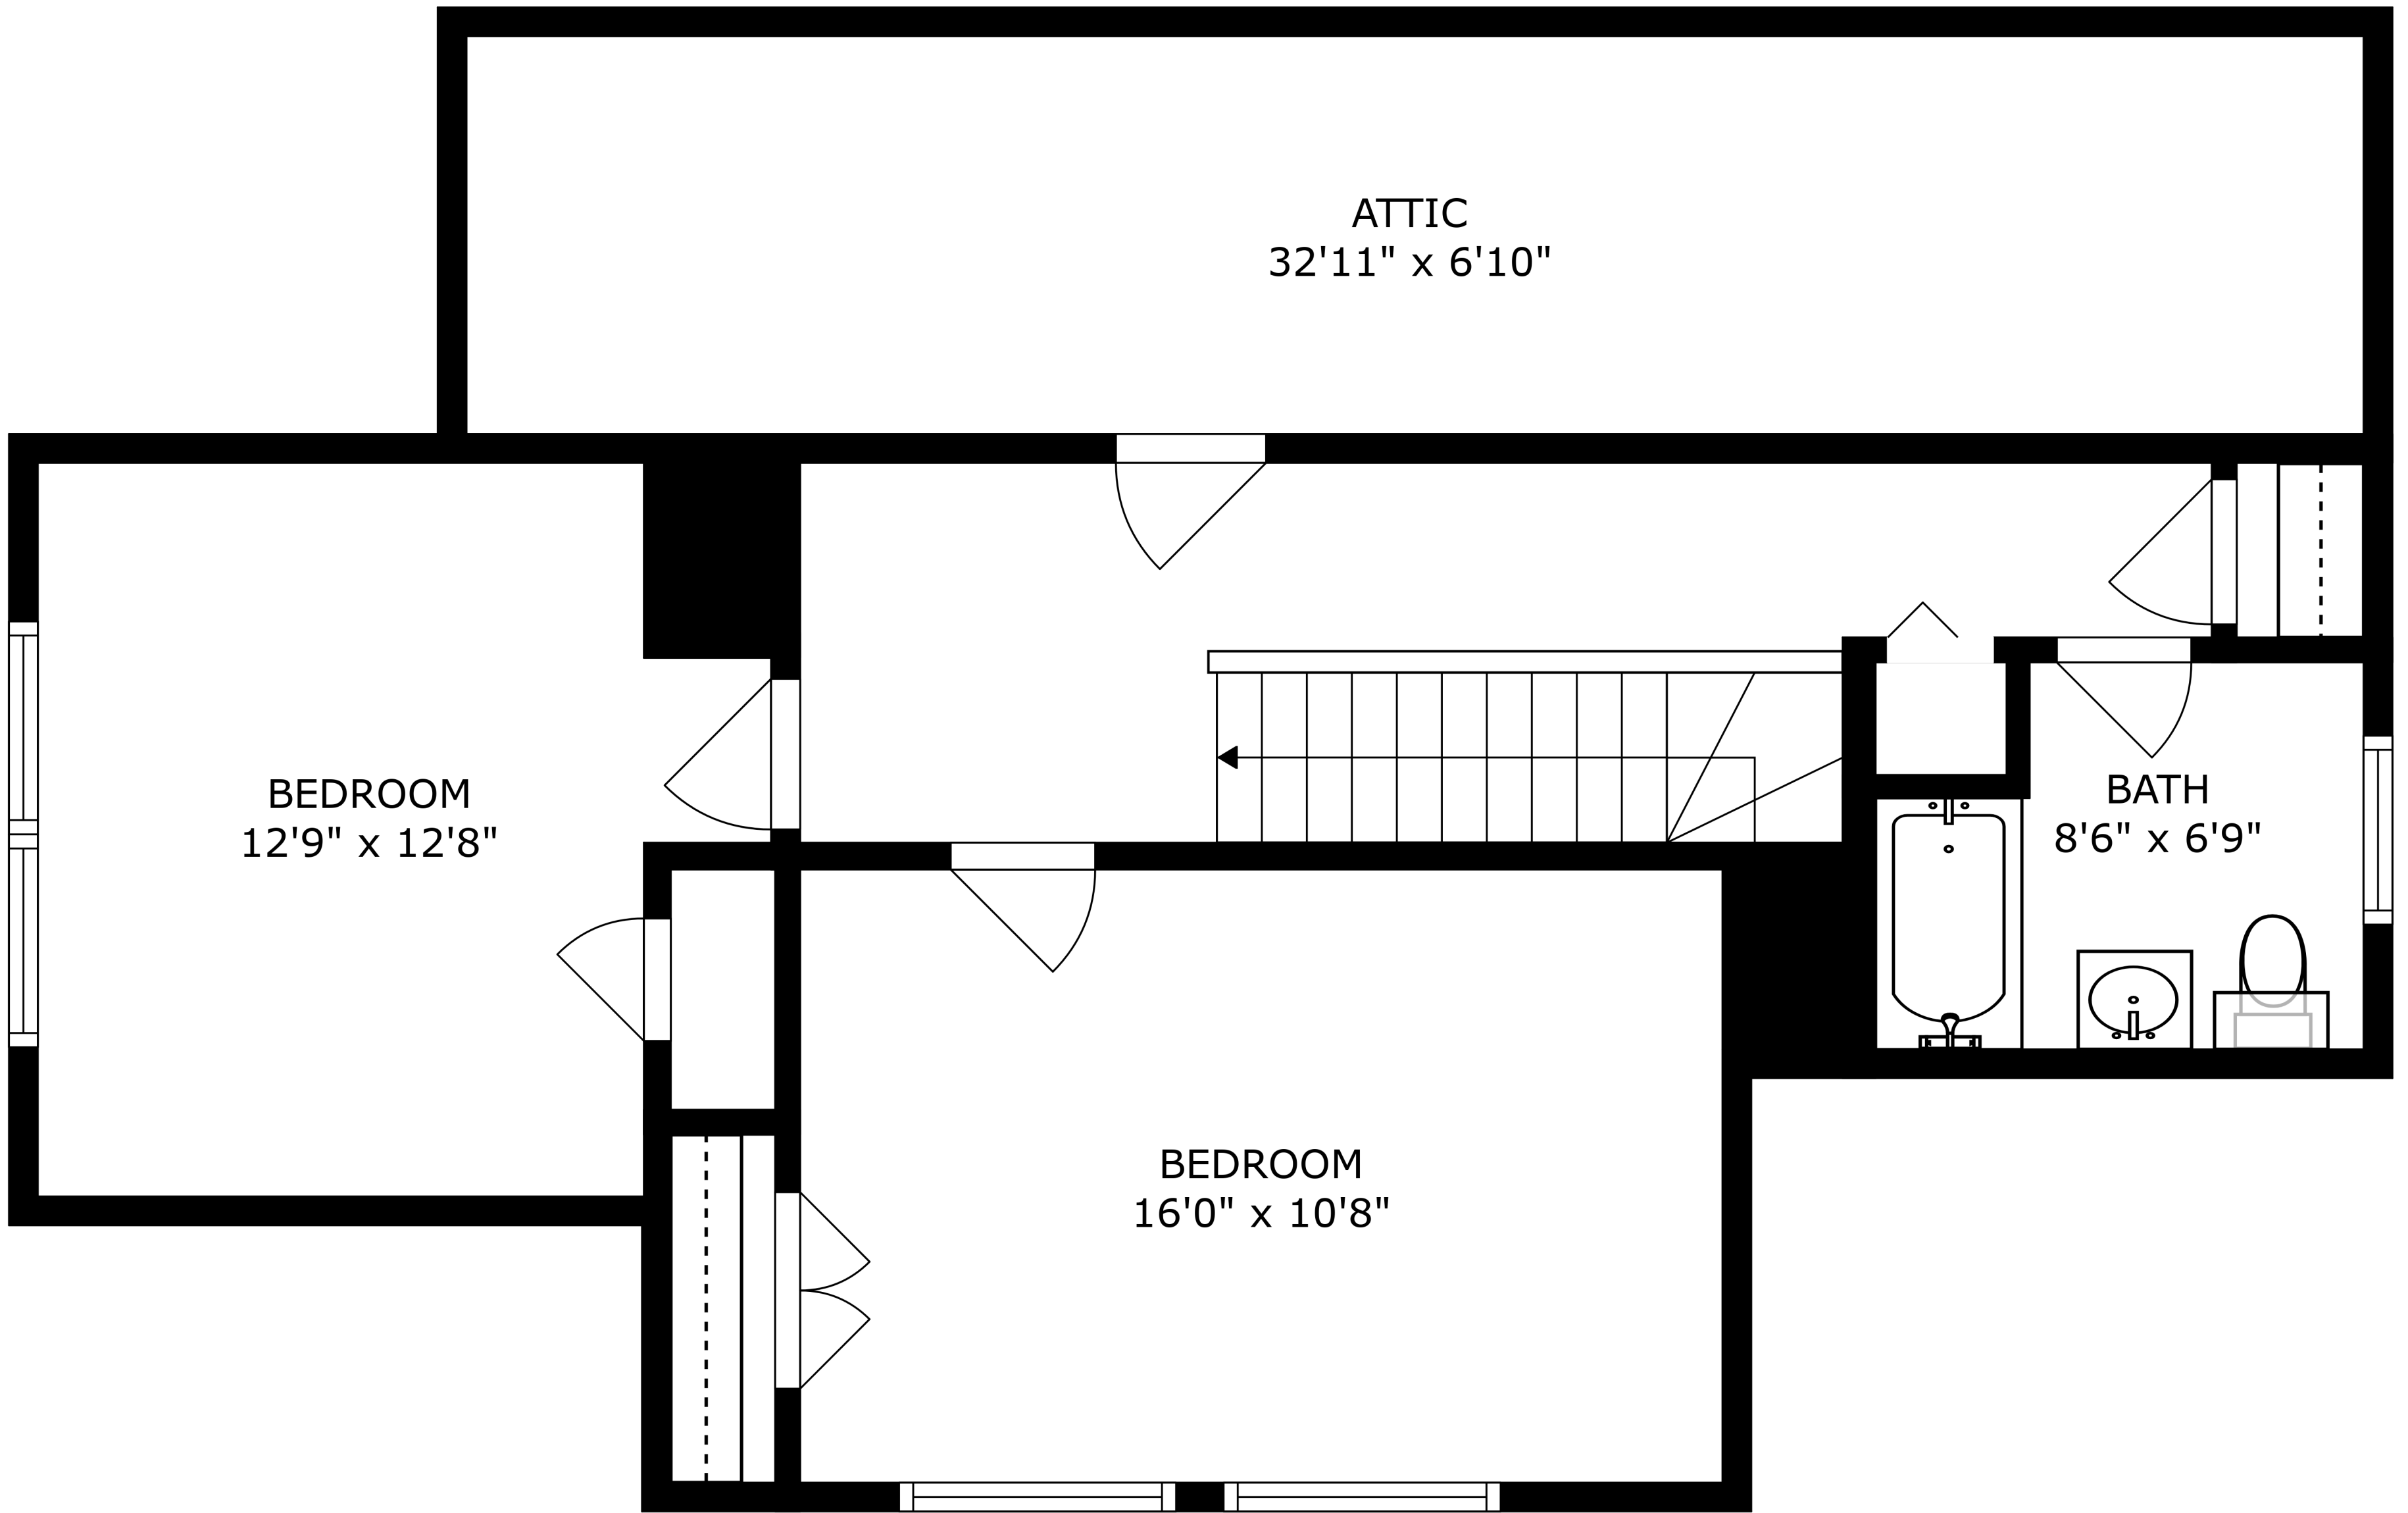 ATTIC
32'11" x 6'10"
BEDROOM
12'9" x 12'8"
BATH
8'6" x 6'9"
BEDROOM
16'0" x 10'8"